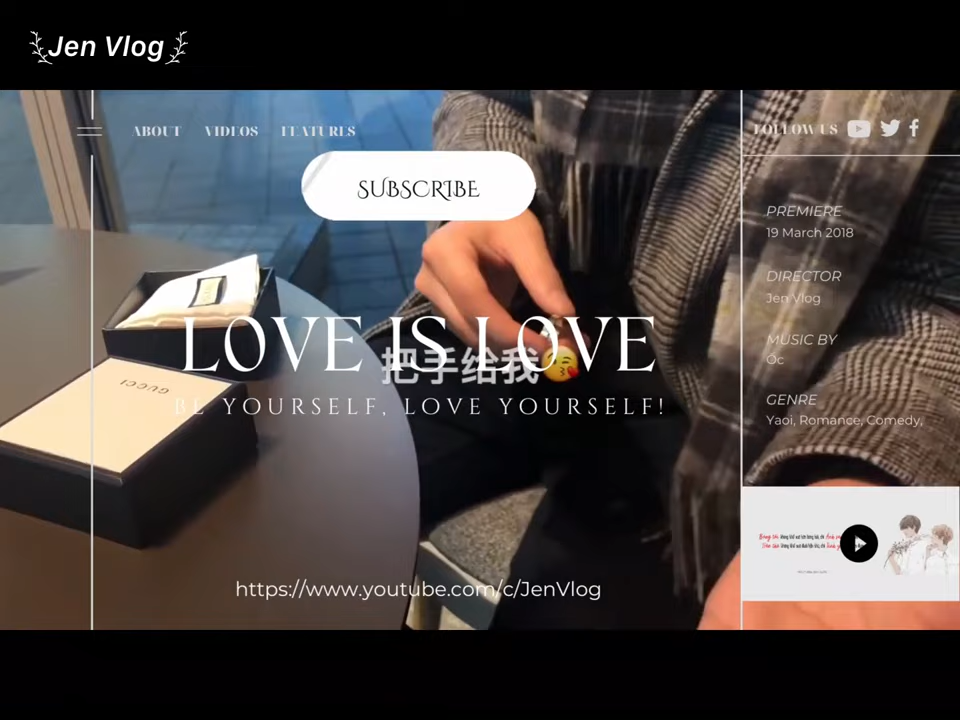 Jen Vlog
ABOUT VIDEOS FEATURES
FOLLOW US
SUBSCRIBE
PREMIERE
19 March 2018
DIRECTOR
Jen Vlog
MUSIC BY
Óc
GENRE
Yaoi, Romance, Comedy,
GUCCI
LOVE IS LOVE
把手给我
BE YOURSELF, LOVE YOURSELF!
https://www.youtube.com/c/JenVlog